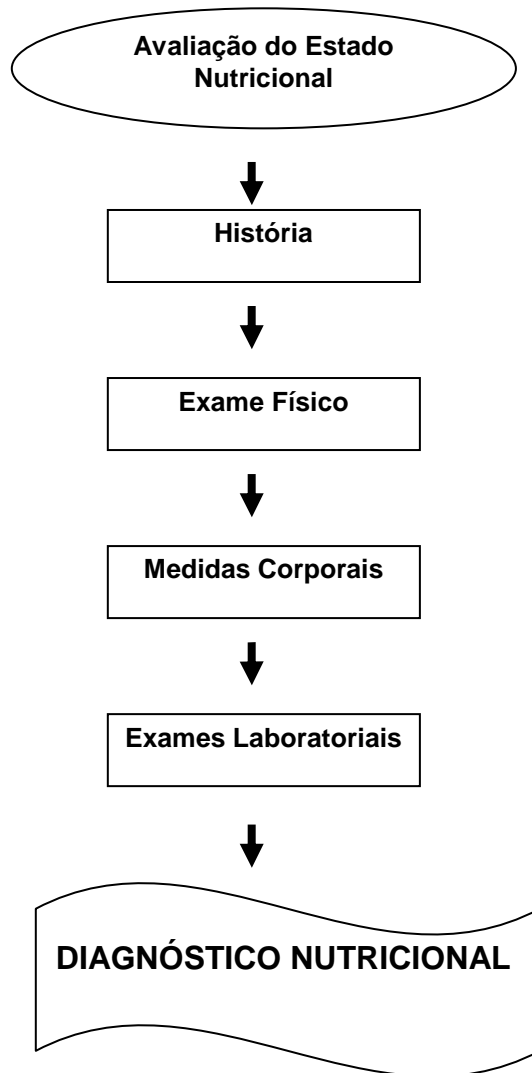 Avaliação do Estado
Nutricional
História
Exame Físico
Medidas Corporais
Exames Laboratoriais
DIAGNÓSTICO NUTRICIONAL